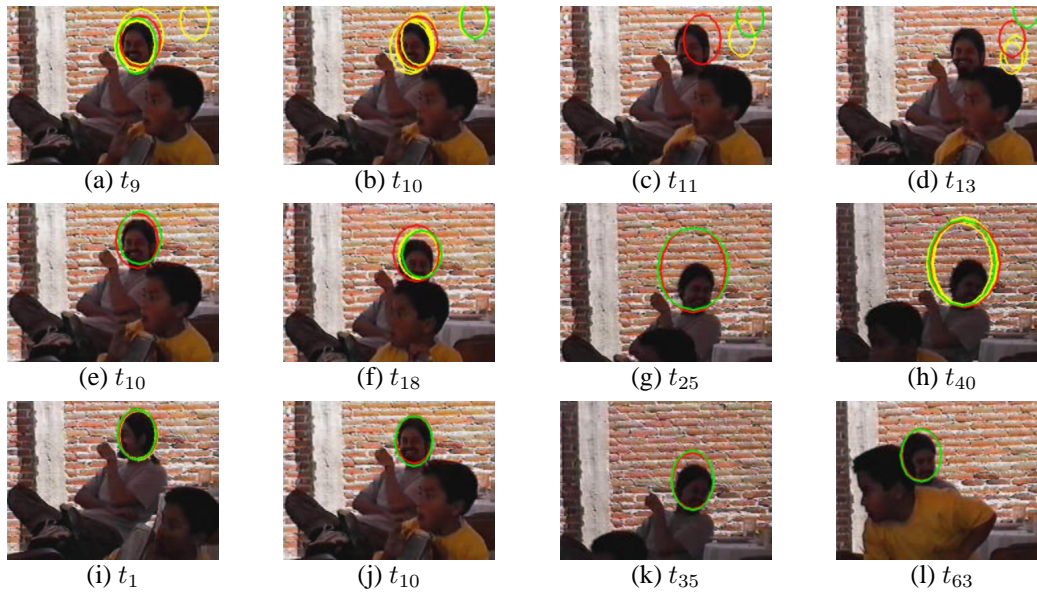 (a) t₉ (b) t₁₀ (c) t₁₁ (d) t₁₃
(e) t₁₀ (f) t₁₈ (g) t₂₅ (h) t₄₀
(i) t₁ (j) t₁₀ (k) t₃₅ (l) t₆₃